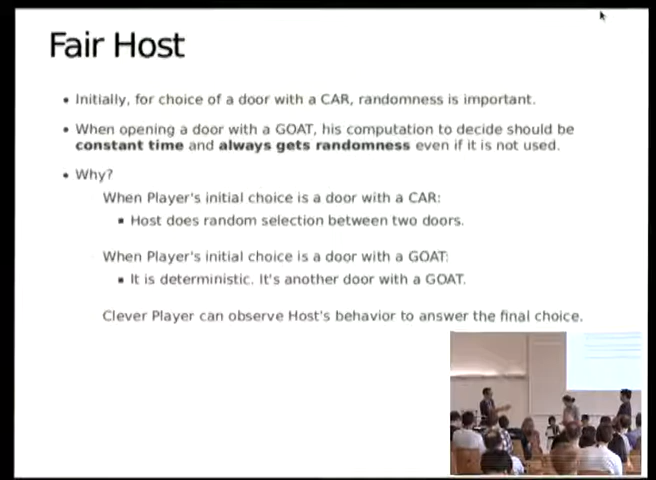 Fair Host
• Initially, for choice of a door with a CAR, randomness is important.
• When opening a door with a GOAT, his computation to decide should be
constant time and always gets randomness even if it is not used.
• Why?
When Player's initial choice is a door with a CAR:
▪ Host does random selection between two doors.
When Player's initial choice is a door with a GOAT:
▪ It is deterministic. It's another door with a GOAT.
Clever Player can observe Host's behavior to answer the final choice.